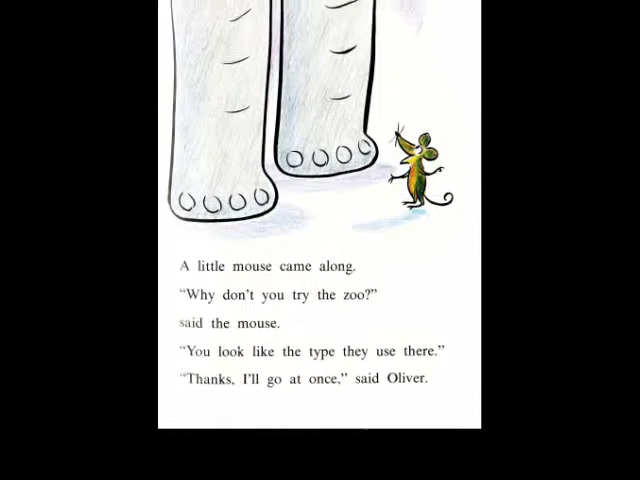 A little mouse came along.
“Why don’t you try the zoo?”
said the mouse.
“You look like the type they use there.”
“Thanks, I’ll go at once,” said Oliver.